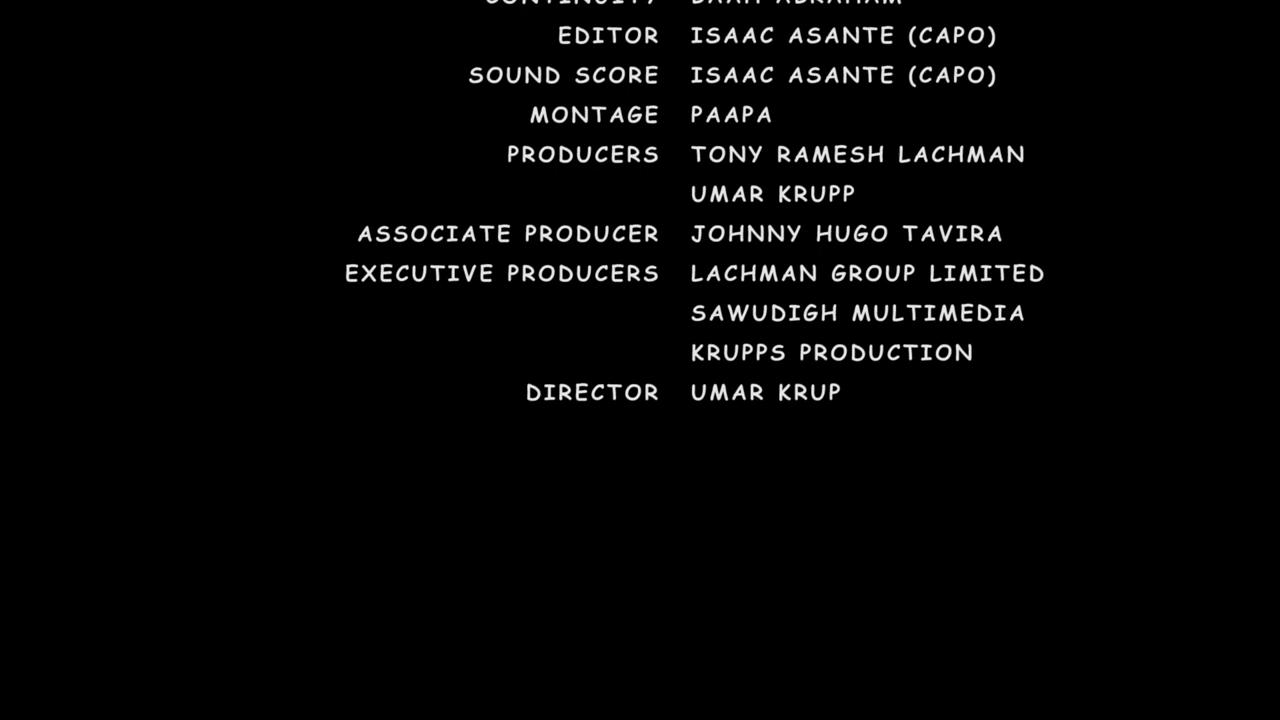 EDITOR ISAAC ASANTE (CAPO)
SOUND SCORE ISAAC ASANTE (CAPO)
MONTAGE PAAPA
PRODUCERS TONY RAMESH LACHMAN
UMAR KRUPP
ASSOCIATE PRODUCER JOHNNY HUGO TAVIRA
EXECUTIVE PRODUCERS LACHMAN GROUP LIMITED
SAWUDIGH MULTIMEDIA
KRUPPS PRODUCTION
DIRECTOR UMAR KRUP